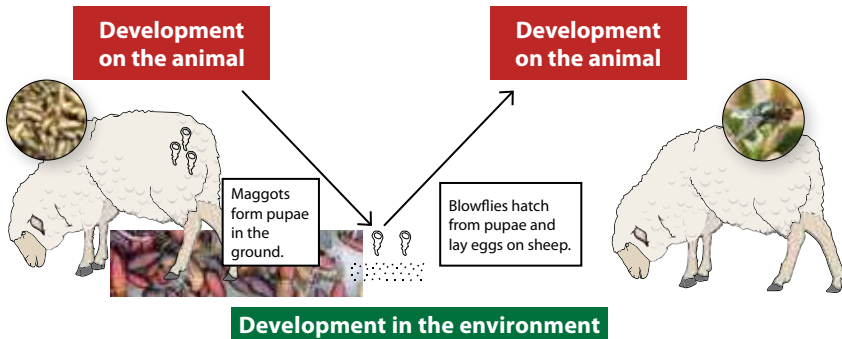 Development
on the animal
Development
on the animal
Maggots
form pupae
in the
ground.
Blowflies hatch
from pupae and
lay eggs on sheep.
Development in the environment